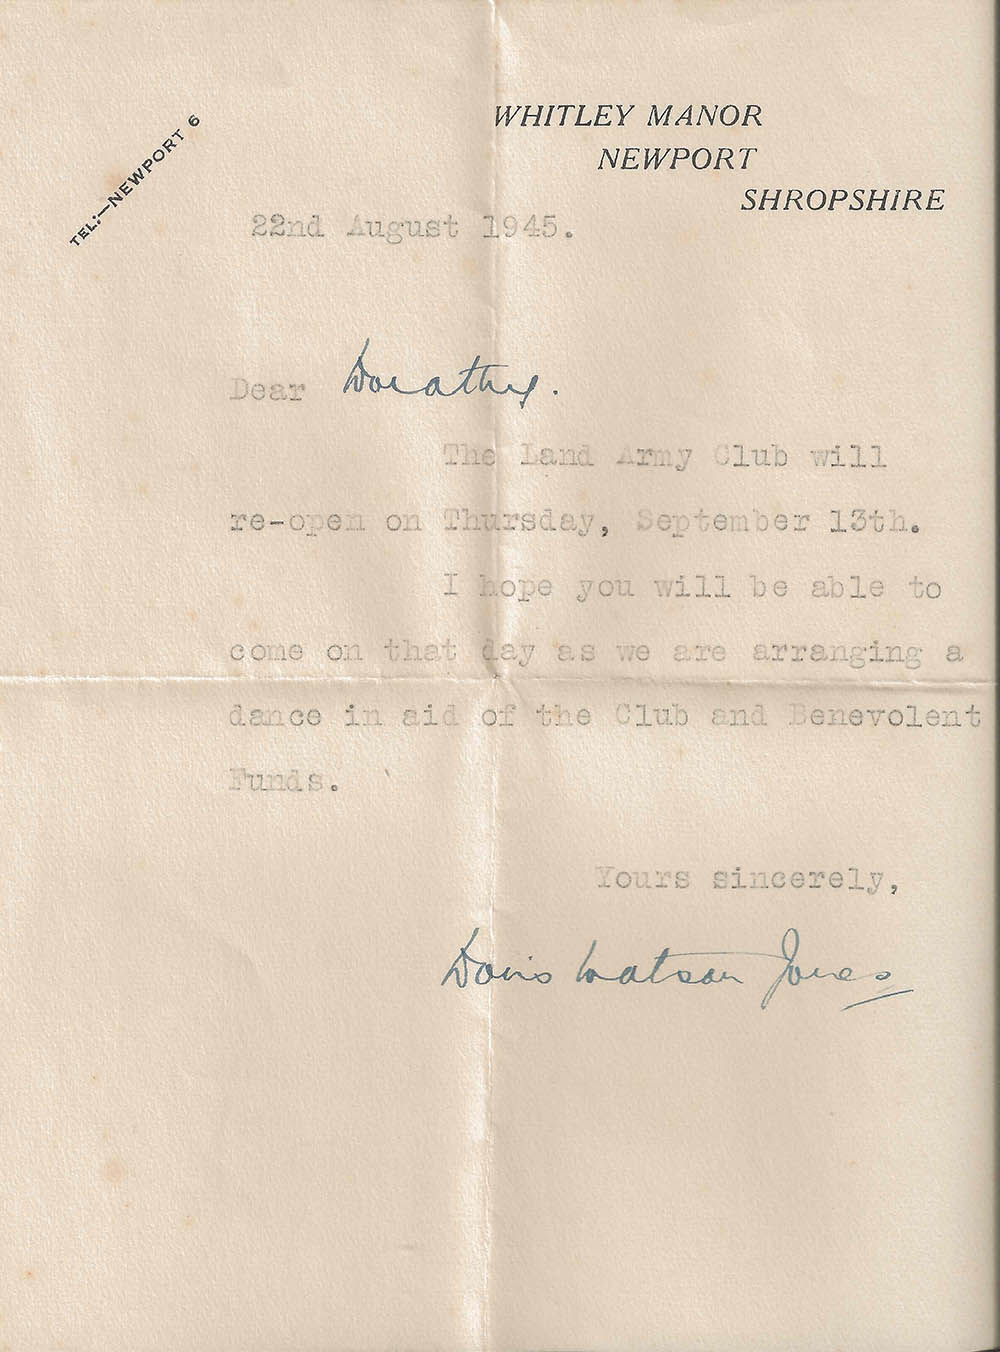 TEL:—NEWPORT 6
WHITLEY MANOR
NEWPORT
SHROPSHIRE
22nd August 1945.
Dear Dorathy.
The Land Army Club will
re-open on Thursday, September 13th.
I hope you will be able to
come on that day as we are arranging a
dance in aid of the Club and Benevolent
Funds.
Yours sincerely,
Doris Watson Jones